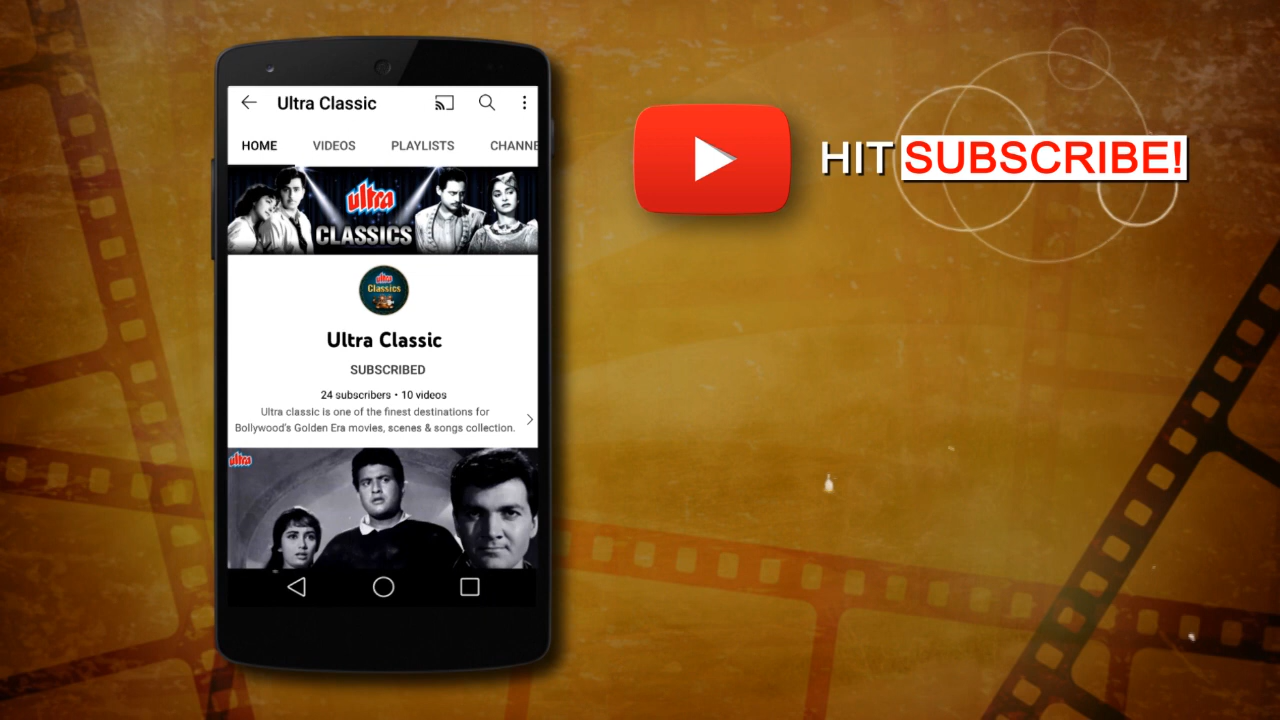 Ultra Classic
HOME VIDEOS PLAYLISTS CHANNE
ultra
CLASSICS
ultra
Classics
Ultra Classic
SUBSCRIBED
24 subscribers • 10 videos
Ultra classic is one of the finest destinations for
Bollywood's Golden Era movies, scenes & songs collection.
ultra
HIT SUBSCRIBE!